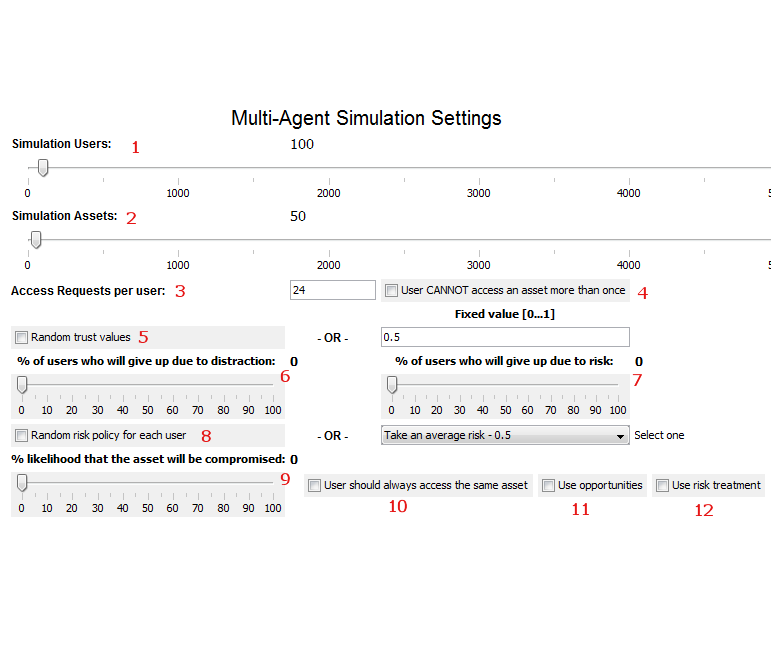 Multi-Agent Simulation Settings
Simulation Users: 1 100
0 1000 2000 3000 4000 5
Simulation Assets: 2 50
0 1000 2000 3000 4000 5
Access Requests per user: 3 24 User CANNOT access an asset more than once 4
Fixed value [0...1]
Random trust values 5 - OR - 0.5
% of users who will give up due to distraction: 0 % of users who will give up due to risk: 0
6 7
0 10 20 30 40 50 60 70 80 90 100 0 10 20 30 40 50 60 70 80 90 100
Random risk policy for each user 8 - OR - Take an average risk - 0.5 Select one
% likelihood that the asset will be compromised: 0
9 User should always access the same asset Use opportunities Use risk treatment
0 10 20 30 40 50 60 70 80 90 100 10 11 12